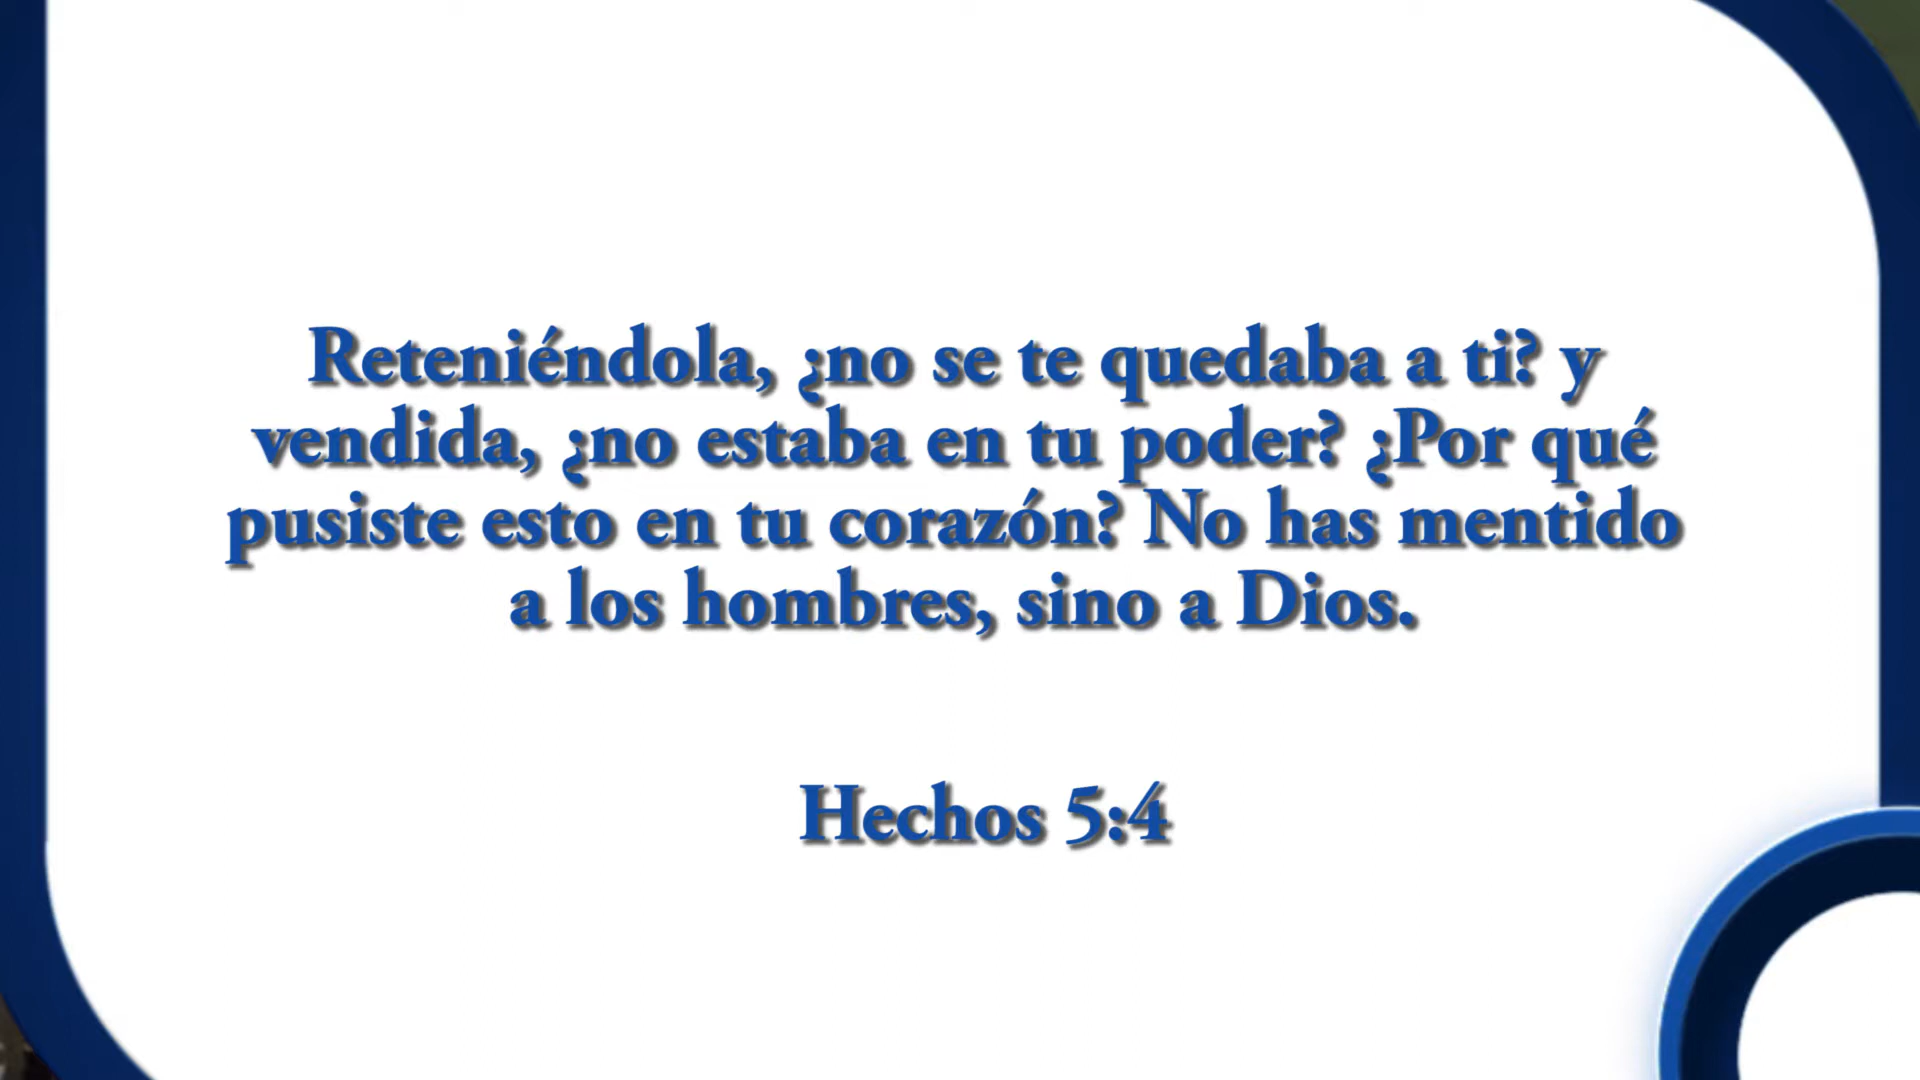 Reteniéndola, ¿no se te quedaba a ti? y
vendida, ¿no estaba en tu poder? ¿Por qué
pusiste esto en tu corazón? No has mentido
a los hombres, sino a Dios.
Hechos 5:4